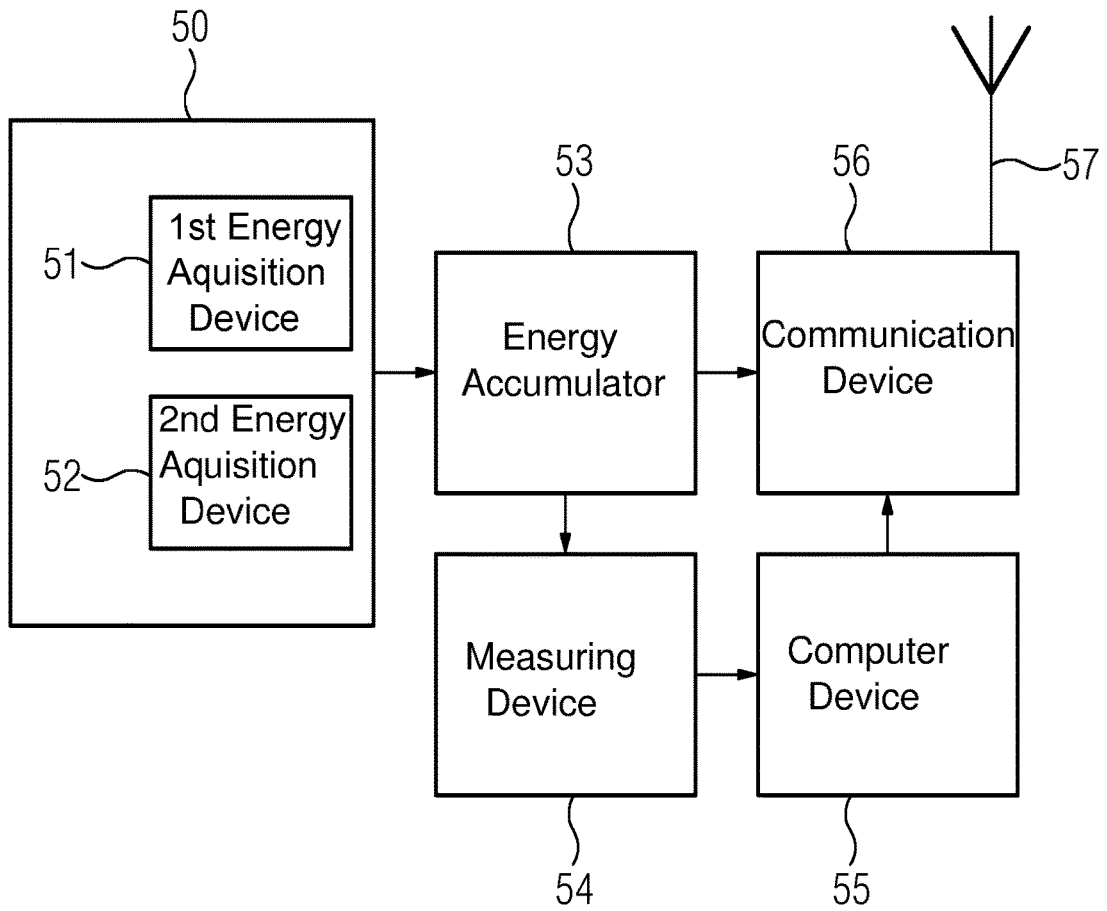 50
53
56
57
51
1st Energy
Aquisition
Device
Energy
Accumulator
Communication
Device
52
2nd Energy
Aquisition
Device
Measuring
Device
Computer
Device
54
55